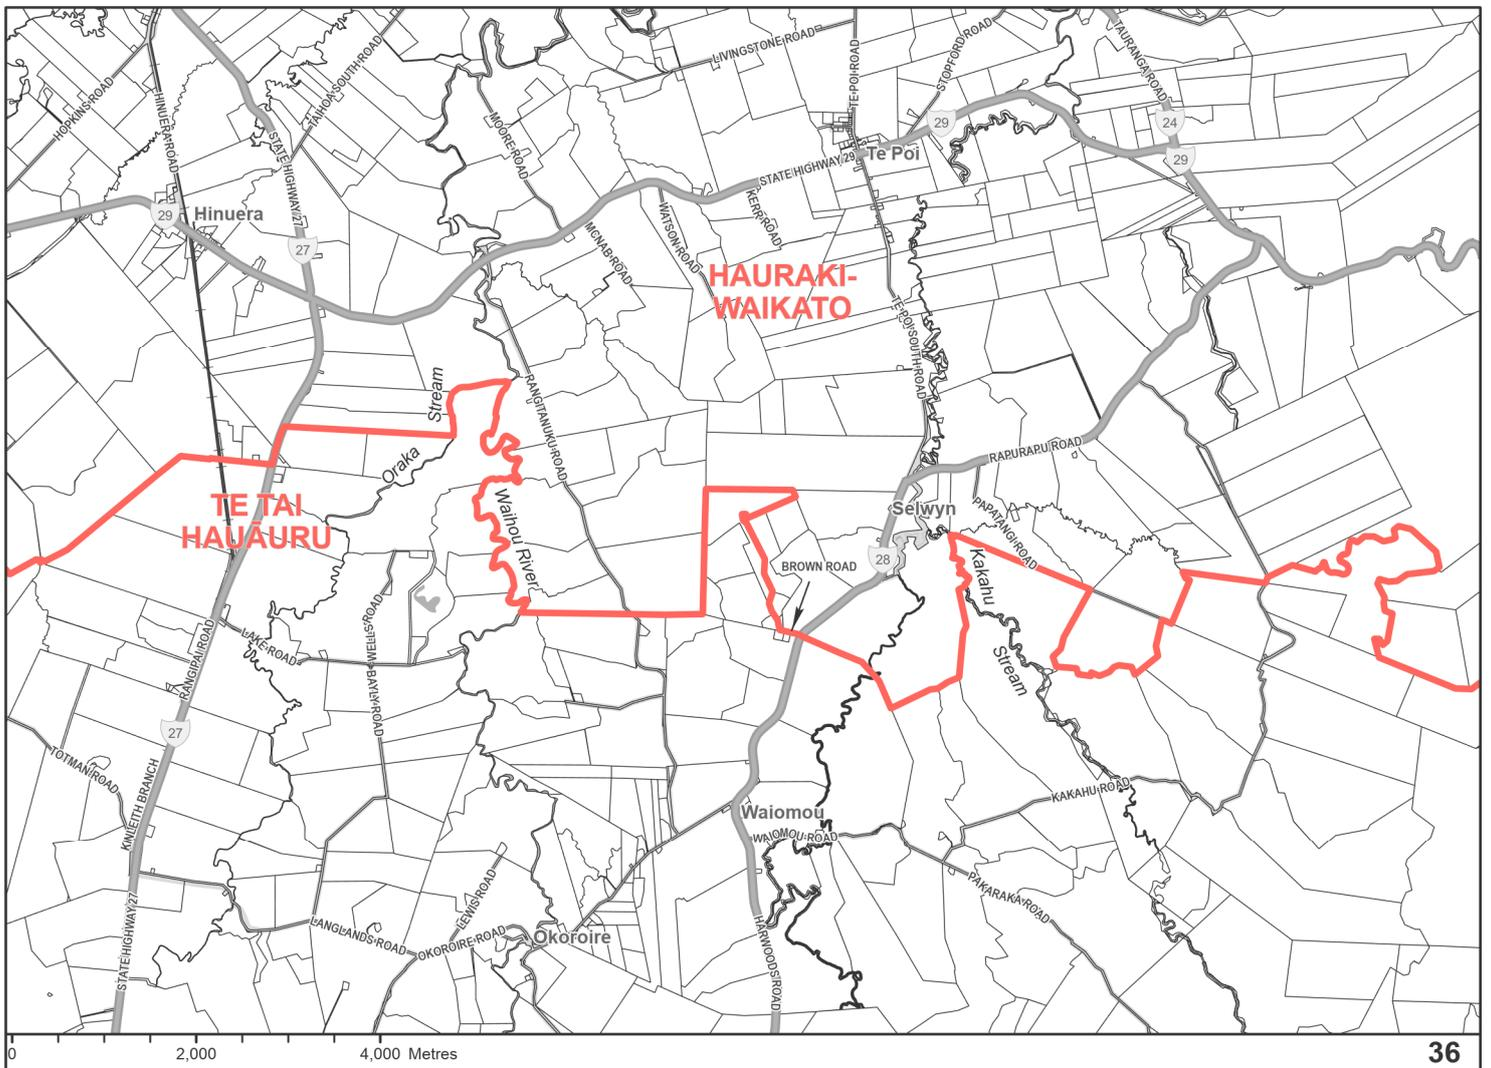 LIVINGSTONE ROAD
TE POI ROAD
STOPFORD ROAD
TAURANGA ROAD
HOPKINS ROAD
HINUERA ROAD
TAIHOA SOUTH ROAD
STATE HIGHWAY 27
MOORE ROAD
29
24
29
Te Poi
STATE HIGHWAY 29
KERR ROAD
WATSON ROAD
MCNAB ROAD
29
Hinuera
27
HAURAKI-
WAIKATO
TE POI SOUTH ROAD
Stream
RANGITANUKU ROAD
Oraka
RAPURAPU ROAD
TE TAI
HAUĀURU
Waihou River
Selwyn
PAPATANGI ROAD
28
BROWN ROAD
Kakahu
Stream
WELLS ROAD
BAYLY ROAD
LAKE ROAD
RANGIPAI ROAD
27
TOTMAN ROAD
KINLEITH BRANCH
KAKAHU ROAD
Waiomou
WAIOMOU ROAD
PAKARAKA ROAD
LEWIS ROAD
LANGLANDS ROAD
OKOROIRE ROAD
Okoroire
HARWOODS ROAD
STATE HIGHWAY 27
0 2,000 4,000 Metres
36